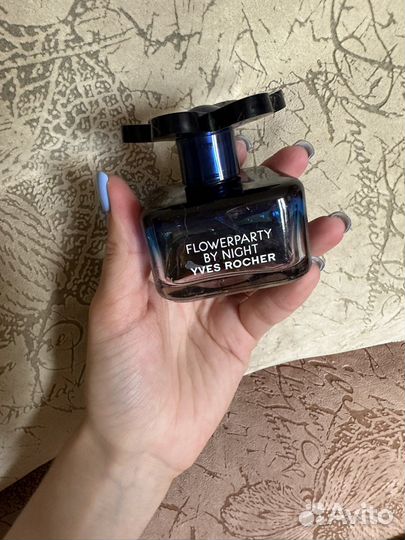 FLOWERPARTY
BY NIGHT
YVES ROCHER
Avito